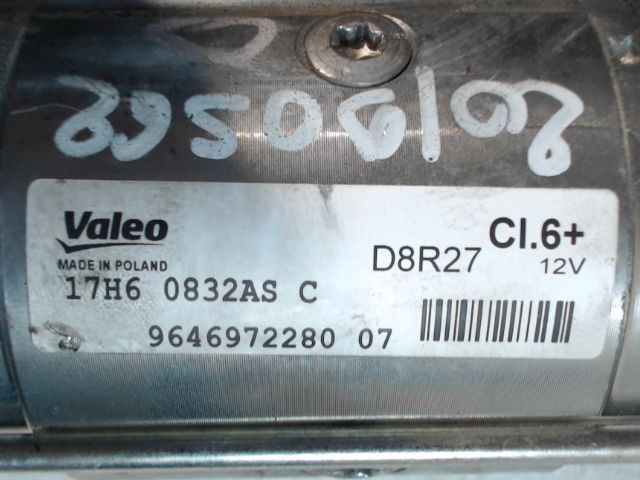 Valeo
MADE IN POLAND
D8R27
Cl.6+
12V
17H6 0832AS C
9646972280 07